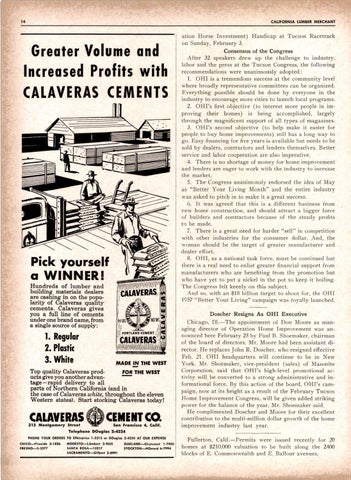 14
CALIFORNIA LUMBER MERCHANT
Greater Volume and
Increased Profits with
CALAVERAS CEMENTS
Pick yourself
a WINNER!
Hundreds of lumber and
building materials dealers
are cashing in on the popu-
larity of Calaveras quality
cements. Calaveras gives
you a full line of cements
under one brand name, from
a single source of supply:
1. Regular
2. Plastic
3. White
Top quality Calaveras prod-
ucts give you another advan-
tage—rapid delivery to all
parts of Northern California (and in
the case of Calaveras white, throughout the eleven
Western states). Start stocking Calaveras today!
CALAVERAS
PORTLAND CEMENT
CALAVERAS
MADE IN THE WEST
FOR THE WEST
CALAVERAS CEMENT CO.
315 Montgomery Street San Francisco 4, Calif.
Telephone DOuglas 2-4224
PHONE YOUR ORDERS TO
DOuglas 2-4224 AT OUR EXPENSE
ation Horse Investment) Handicap at Tucson Racetrack
on Sunday, February 3.
Consensus of the Congress
After 32 speakers drew up the challenge to industry,
labor and the press at the Tucson Congress, the following
recommendations were unanimously adopted:
1. OHI is a tremendous success at the community level
where broadly representative committees can be organized.
Everything possible should be done by everyone in the
industry to encourage more cities to launch local programs.
2. OHI's first objective (to interest more people in im-
proving their homes) is being accomplished, largely
through the magnificent support of all types of magazines.
3. OHI's second objective (to help make it easier for
people to buy home improvements) still has a long way to
go. Easy financing for five years is available but needs to be
sold by dealers, contractors and lenders themselves. Better
service and labor cooperation are also imperative.
4. There is no shortage of money for home improvement
and lenders are eager to work with the industry to increase
the market.
5. The Congress unanimously endorsed the idea of May
as "Better Your Living Month" and the entire industry
was asked to pitch in to make it a great success.
6. It was agreed that this is a different business from
new home construction, and should attract a bigger force
of builders and contractors because of the steady profits
to be made.
7. There is a great need for harder "sell" in competition
with other industries for the consumer dollar. And, the
woman should be the target of greater manufacturer and
dealer effort.
8. OHI, as a national task force, must be continued but
there is a real need to enlist greater financial support from
manufacturers who are benefiting from the promotion but
who have yet to put a nickel in the pot to keep it boiling.
The Congress felt keenly on this subject.
And so, with an $18 billion target to shoot for, the OHI
1957 "Better Your Living" campaign was royally launched.
Doscher Resigns As OHI Executive
Chicago, Ill.—The appointment of Don Moore as man-
aging director of Operation Home Improvement was an-
nounced here February 25 by Fred B. Shoemaker, chairman
of the board of directors. Mr. Moore had been assistant di-
rector. He replaces John R. Doscher, who resigned effective
Feb. 21. OHI headquarters will continue to be in New
York. Mr. Shoemaker, vice-president (sales) of Masonite
Corporation, said that OHI's high-level promotional ac-
tivity will be converted to a strong administrative and in-
formational force. By this action of the board, OHI's cam-
paign, now at its height as a result of the February Tucson
Home Improvement Congress, will be given added striking
power for the balance of the year, Mr. Shoemaker said.
He complimented Doscher and Moore for their excellent
contribution to the multi-million dollar growth of the home
improvement industry last year.
Fullerton, Calif.—Permits were issued recently for 20
homes at $210,000 valuation to be built along the 2400
blocks of E. Commonwealth and E. Balfour avenues.